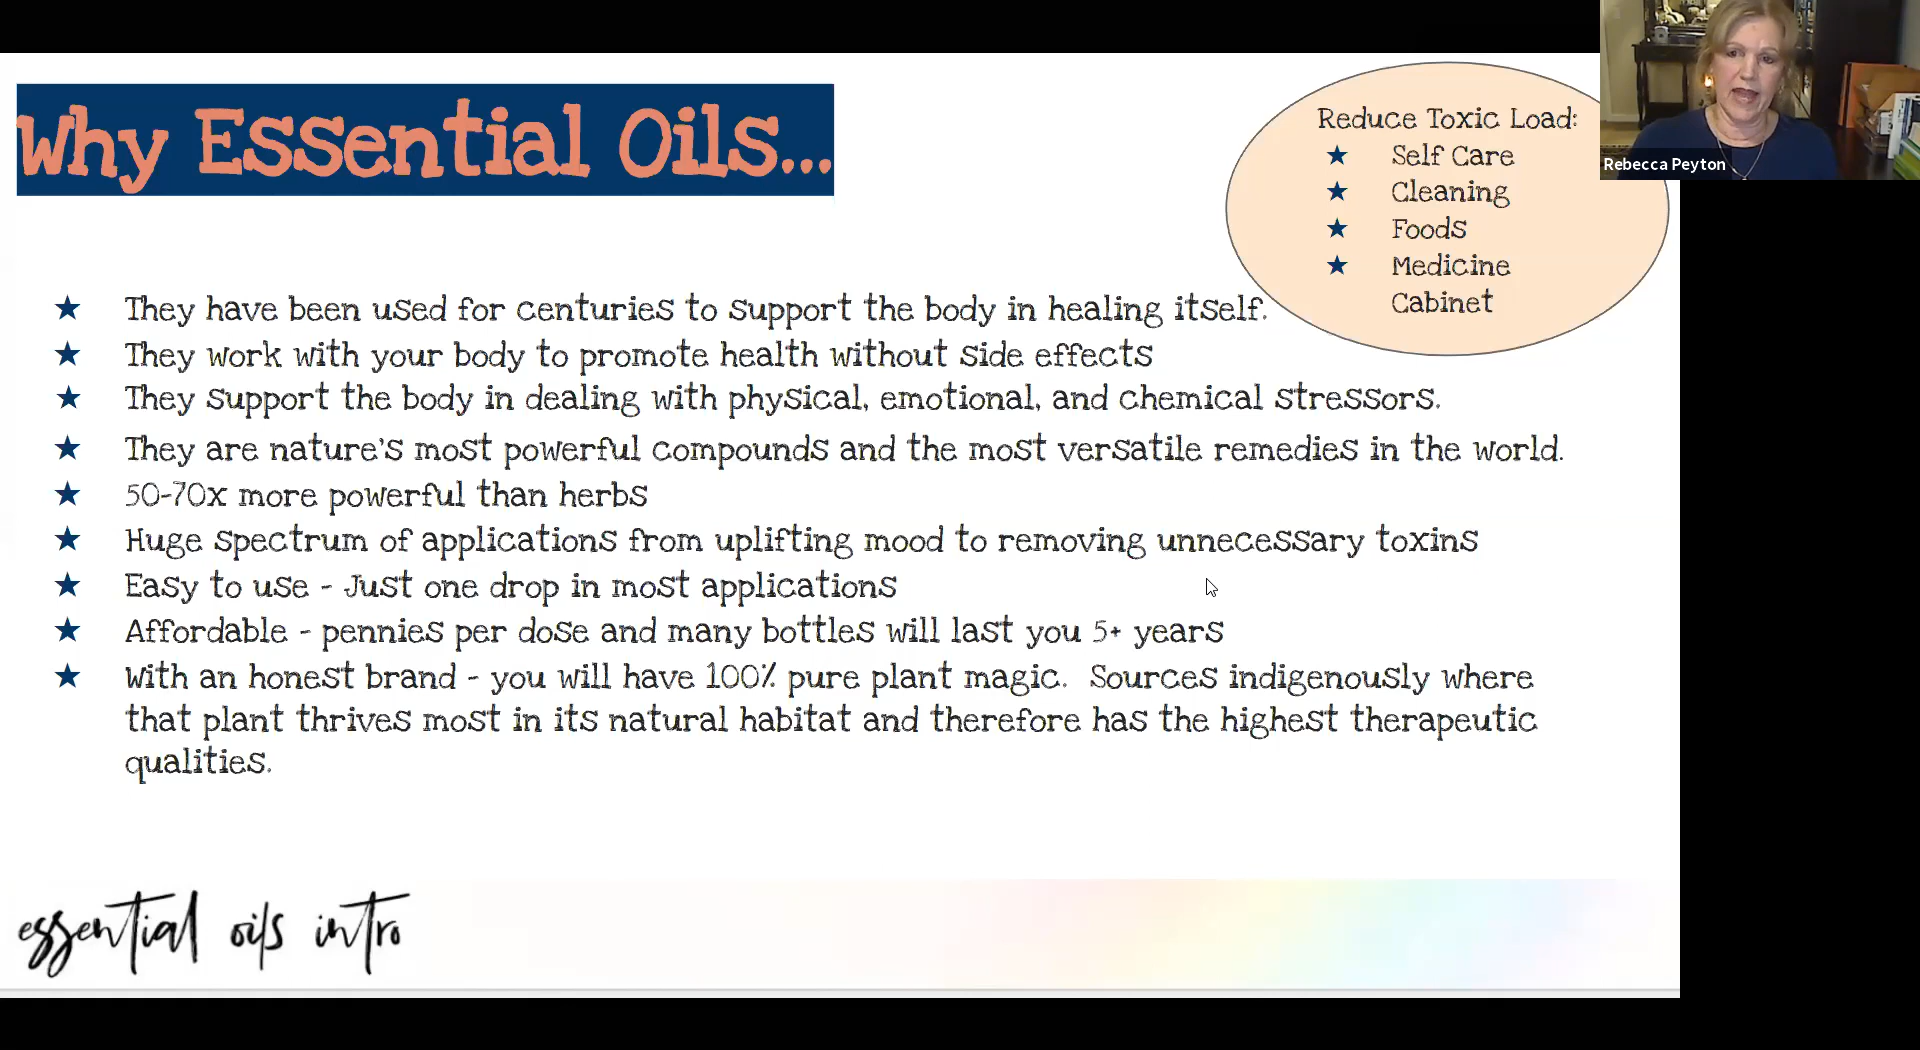 Why Essential Oils...
Reduce Toxic Load:
★ Self Care
★ Cleaning
★ Foods
★ Medicine
Cabinet
Rebecca Peyton
★ They have been used for centuries to support the body in healing itself.
★ They work with your body to promote health without side effects
★ They support the body in dealing with physical, emotional, and chemical stressors.
★ They are nature's most powerful compounds and the most versatile remedies in the world.
★ 50-70x more powerful than herbs
★ Huge spectrum of applications from uplifting mood to removing unnecessary toxins
★ Easy to use - Just one drop in most applications
★ Affordable - pennies per dose and many bottles will last you 5+ years
★ With an honest brand - you will have 100% pure plant magic. Sources indigenously where
that plant thrives most in its natural habitat and therefore has the highest therapeutic
qualities.
essential oils intro